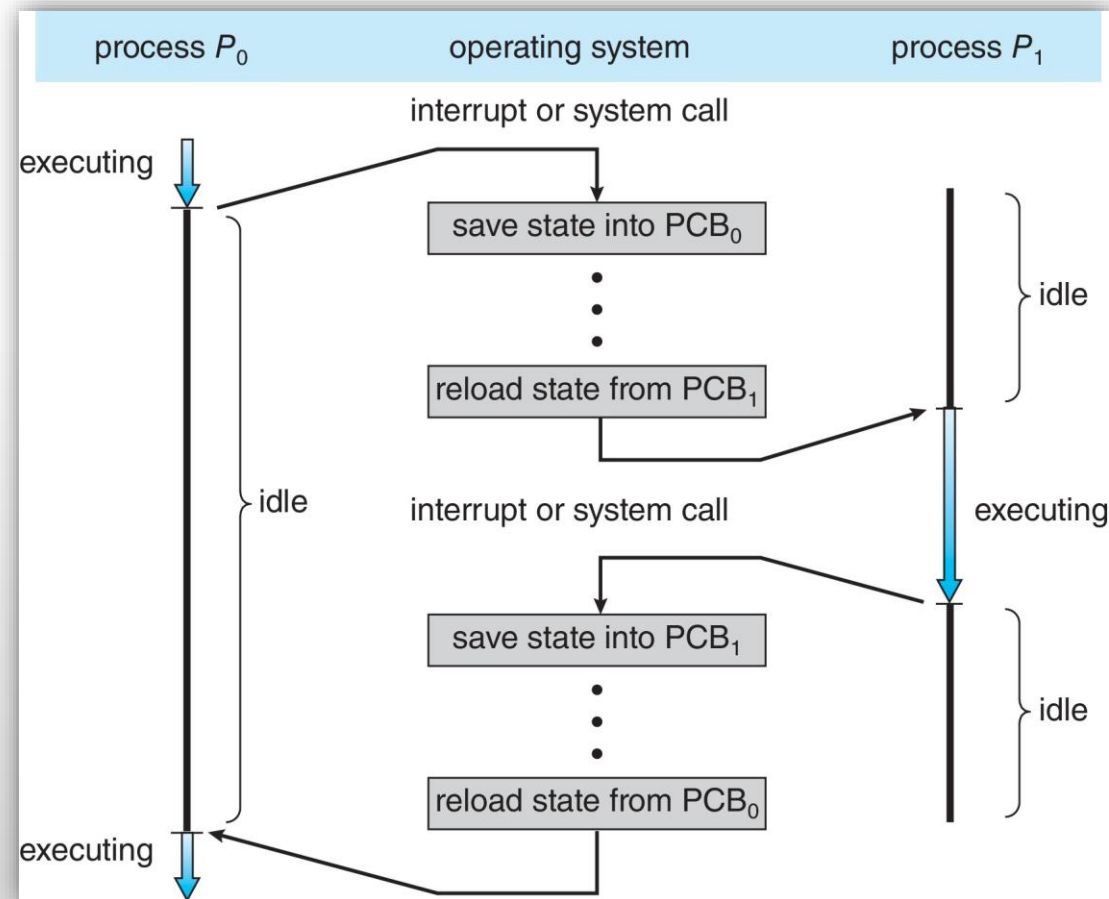 process P₀ operating system process P₁
interrupt or system call
executing
save state into PCB₀
idle
reload state from PCB₁
idle
interrupt or system call
executing
save state into PCB₁
idle
reload state from PCB₀
executing